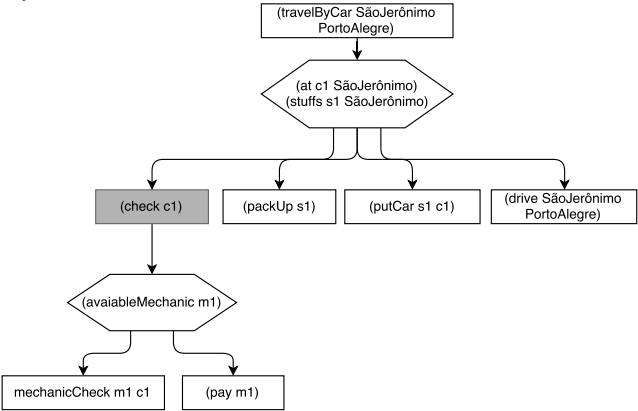 (travelByCar SãoJerônimo
PortoAlegre)
(at c1 SãoJerônimo)
(stuffs s1 SãoJerônimo)
(check c1)
(packUp s1)
(putCar s1 c1)
(drive SãoJerônimo
PortoAlegre)
(avaiableMechanic m1)
mechanicCheck m1 c1
(pay m1)